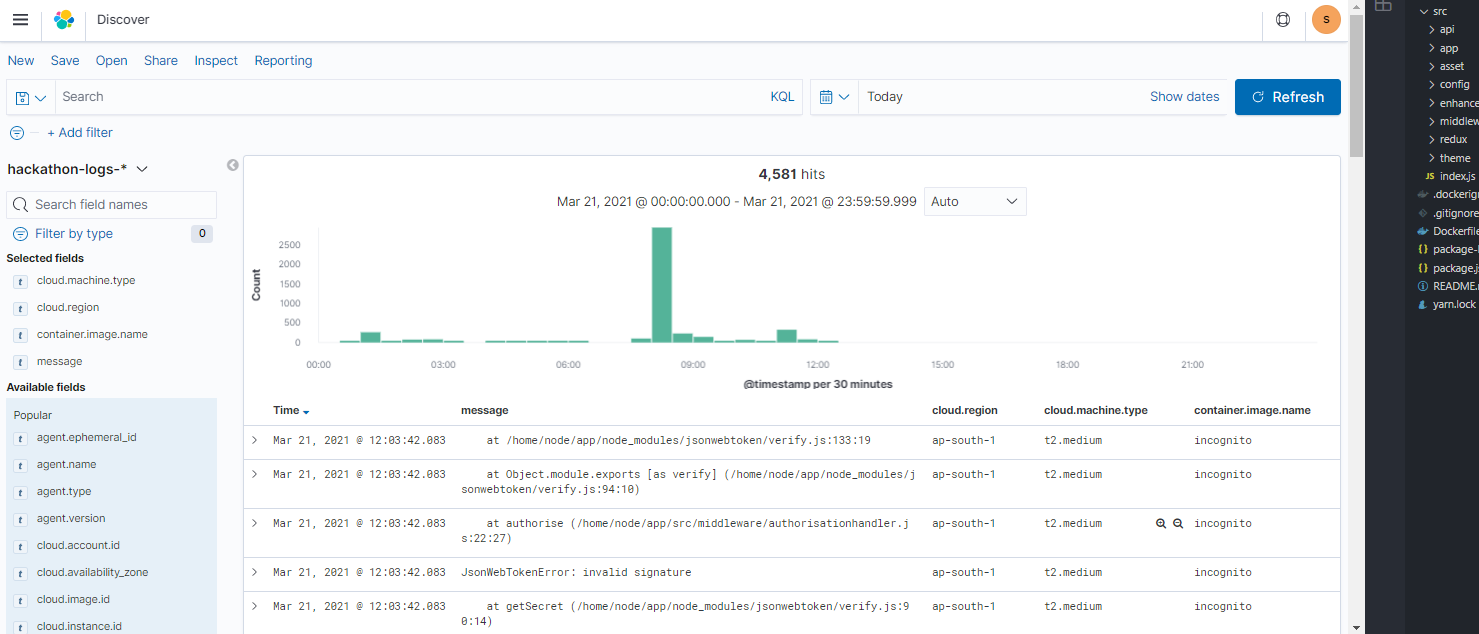 Discover
S
New Save Open Share Inspect Reporting
Search KQL Today Show dates Refresh
+ Add filter
hackathon-logs-*
Search field names
Filter by type 0
Selected fields
t cloud.machine.type
t cloud.region
t container.image.name
t message
Available fields
Popular
t agent.ephemeral_id
t agent.name
t agent.type
t agent.version
t cloud.account.id
t cloud.availability_zone
t cloud.image.id
t cloud.instance.id
4,581 hits
Mar 21, 2021 @ 00:00:00.000 - Mar 21, 2021 @ 23:59:59.999 Auto
Count
2500
2000
1500
1000
500
0
00:00 03:00 06:00 09:00 12:00 15:00 18:00 21:00
@timestamp per 30 minutes
Time message cloud.region cloud.machine.type container.image.name
Mar 21, 2021 @ 12:03:42.083 at /home/node/app/node_modules/jsonwebtoken/verify.js:133:19 ap-south-1 t2.medium incognito
Mar 21, 2021 @ 12:03:42.083 at Object.module.exports [as verify] (/home/node/app/node_modules/j ap-south-1 t2.medium incognito
sonwebtoken/verify.js:94:10)
Mar 21, 2021 @ 12:03:42.083 at authorise (/home/node/app/src/middleware/authorisationhandler.j ap-south-1 t2.medium incognito
s:22:27)
Mar 21, 2021 @ 12:03:42.083 JsonWebTokenError: invalid signature ap-south-1 t2.medium incognito
Mar 21, 2021 @ 12:03:42.083 at getSecret (/home/node/app/node_modules/jsonwebtoken/verify.js:9 ap-south-1 t2.medium incognito
0:14)
src
api
app
asset
config
enhance
middlew
redux
theme
JS index.js
.dockerign
.gitignore
Dockerfile
{} package-l
{} package.js
README.m
yarn.lock